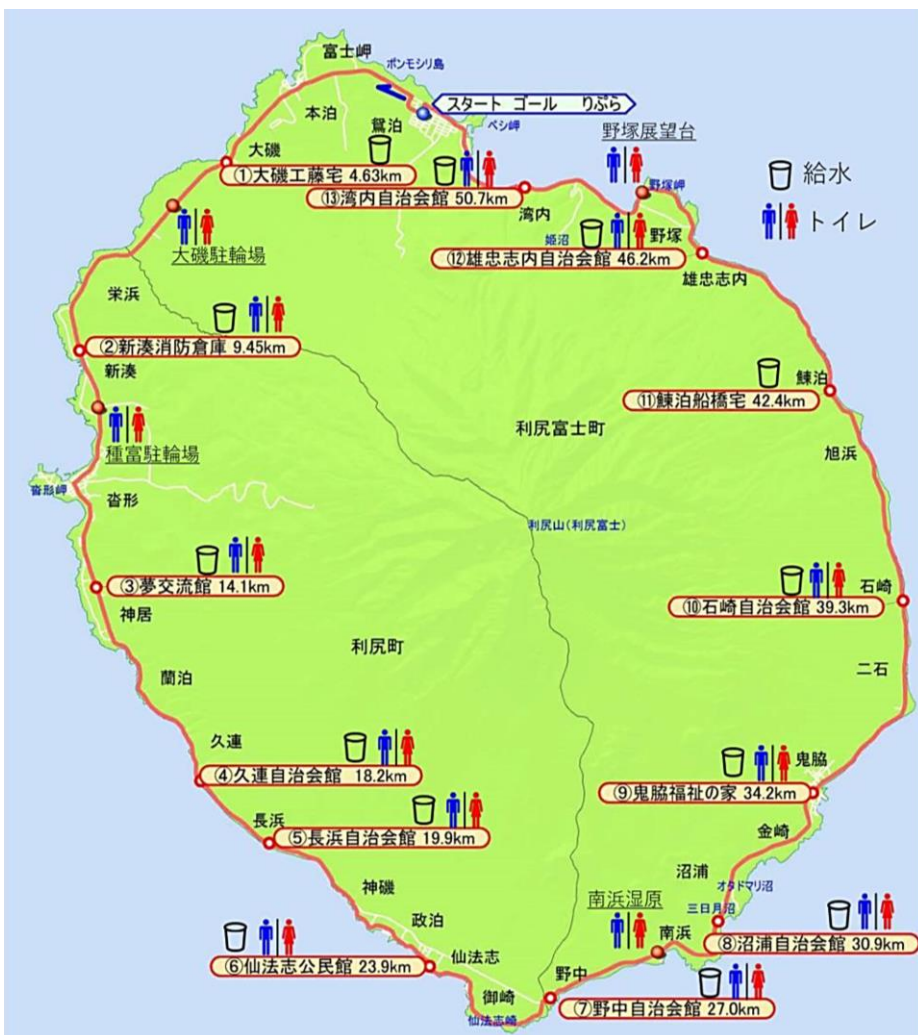 富士岬
ポンモシリ島
スタート ゴール りぷら
本泊
鴛泊
ペシ岬
野塚展望台
大磯
①大磯工藤宅 4.63km
給水
⑬湾内自治会館 50.7km
野塚岬
湾内
トイレ
大磯駐輪場
姫沼
野塚
⑫雄忠志内自治会館 46.2km
雄忠志内
栄浜
②新湊消防倉庫 9.45km
新湊
鰊泊
⑪鰊泊船橋宅 42.4km
種富駐輪場
利尻富士町
旭浜
沓形岬
沓形
利尻山(利尻富士)
③夢交流館 14.1km
石崎
⑩石崎自治会館 39.3km
神居
利尻町
二石
蘭泊
久連
④久連自治会館 18.2km
鬼脇
⑨鬼脇福祉の家 34.2km
長浜
⑤長浜自治会館 19.9km
金崎
沼浦
神磯
オタドマリ沼
南浜湿原
三日月沼
政泊
南浜
⑧沼浦自治会館 30.9km
仙法志
⑥仙法志公民館 23.9km
野中
御崎
⑦野中自治会館 27.0km
仙法志崎